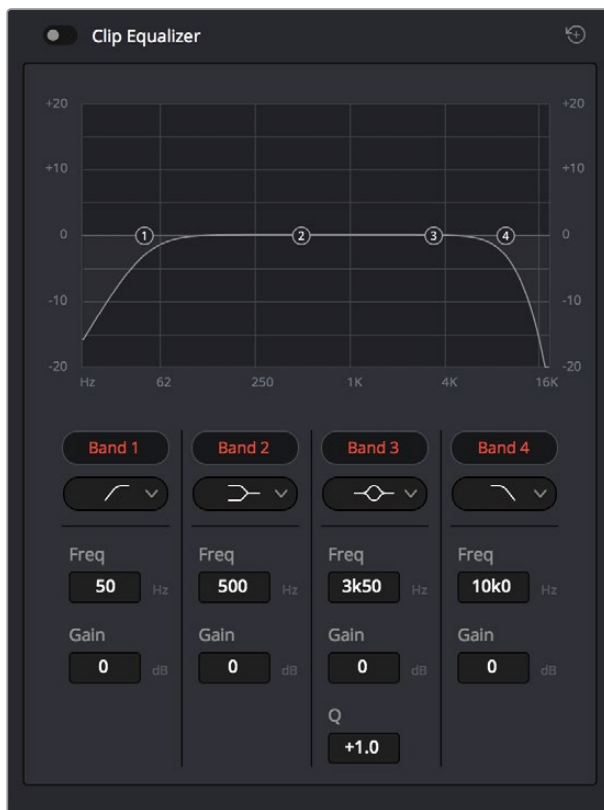 Clip Equalizer
+20 +20
+10 +10
0 1 2 3 4 0
-10 -10
-20 -20
Hz 62 250 1K 4K 16K
Band 1 Band 2 Band 3 Band 4
Freq Freq Freq Freq
50 Hz 500 Hz 3k50 Hz 10k0 Hz
Gain Gain Gain Gain
0 dB 0 dB 0 dB 0 dB
Q
+1.0